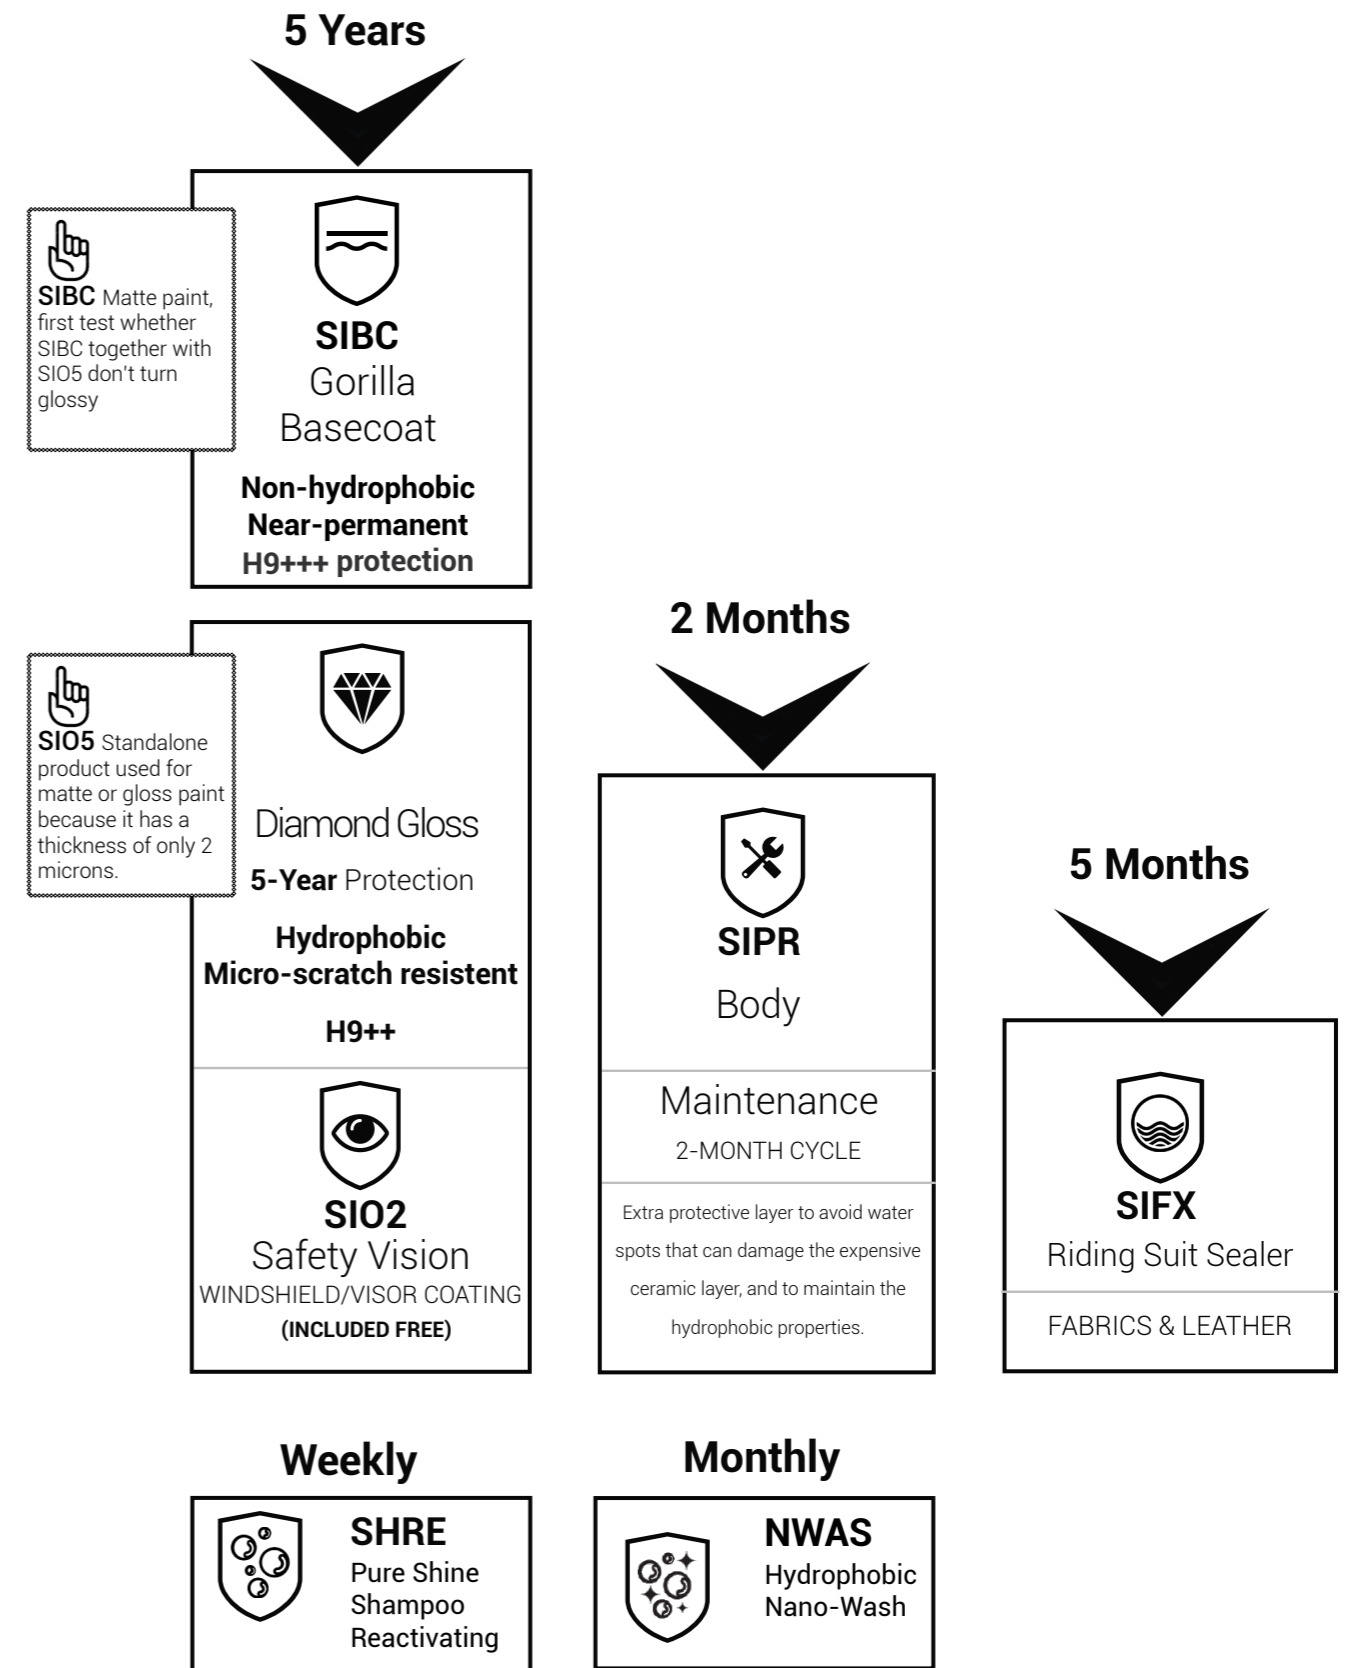 5 Years
SIBC Matte paint,
first test whether
SIBC together with
SIO5 don't turn
glossy
SIBC
Gorilla
Basecoat
Non-hydrophobic
Near-permanent
H9+++ protection
SIO5 Standalone
product used for
matte or gloss paint
because it has a
thickness of only 2
microns.
Diamond Gloss
5-Year Protection
Hydrophobic
Micro-scratch resistent
H9++
SIO2
Safety Vision
WINDSHIELD/VISOR COATING
(INCLUDED FREE)
2 Months
SIPR
Body
Maintenance
2-MONTH CYCLE
Extra protective layer to avoid water
spots that can damage the expensive
ceramic layer, and to maintain the
hydrophobic properties.
5 Months
SIFX
Riding Suit Sealer
FABRICS & LEATHER
Weekly
SHRE
Pure Shine
Shampoo
Reactivating
Monthly
NWAS
Hydrophobic
Nano-Wash